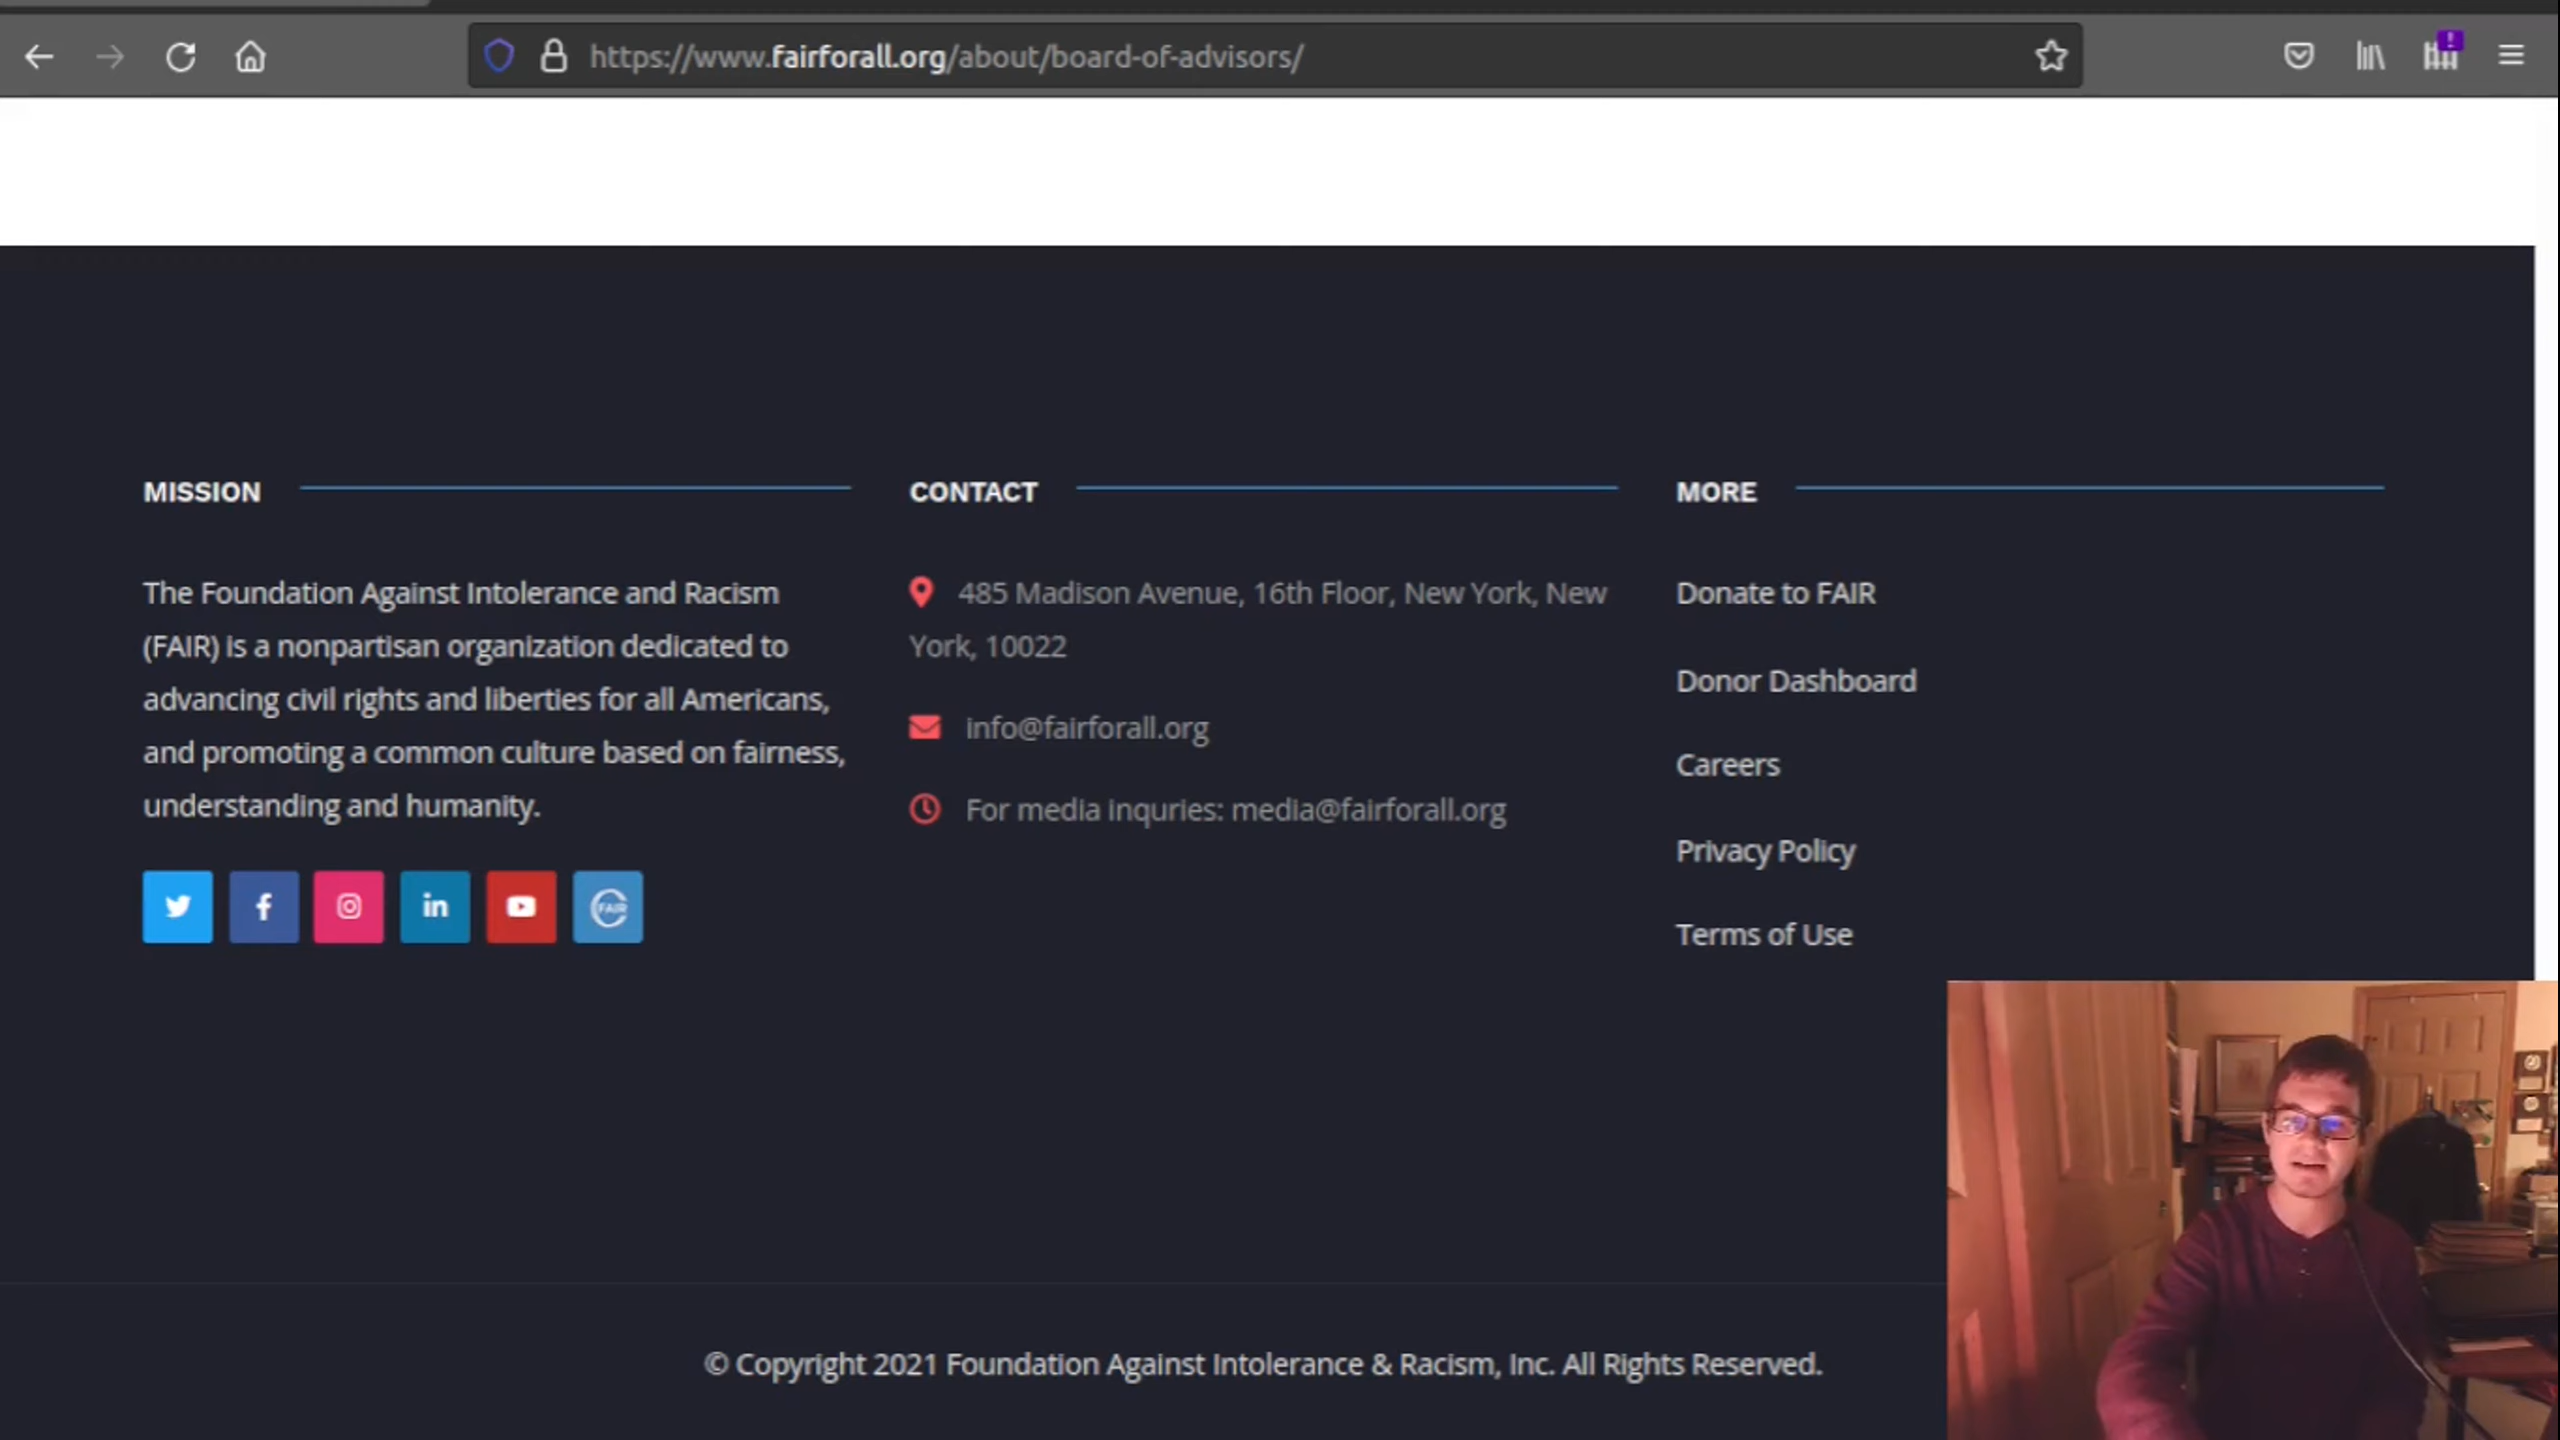 https://www.fairforall.org/about/board-of-advisors/
MISSION
The Foundation Against Intolerance and Racism
(FAIR) is a nonpartisan organization dedicated to
advancing civil rights and liberties for all Americans,
and promoting a common culture based on fairness,
understanding and humanity.
FAIR
CONTACT
485 Madison Avenue, 16th Floor, New York, New
York, 10022
info@fairforall.org
For media inquries: media@fairforall.org
MORE
Donate to FAIR
Donor Dashboard
Careers
Privacy Policy
Terms of Use
© Copyright 2021 Foundation Against Intolerance & Racism, Inc. All Rights Reserved.